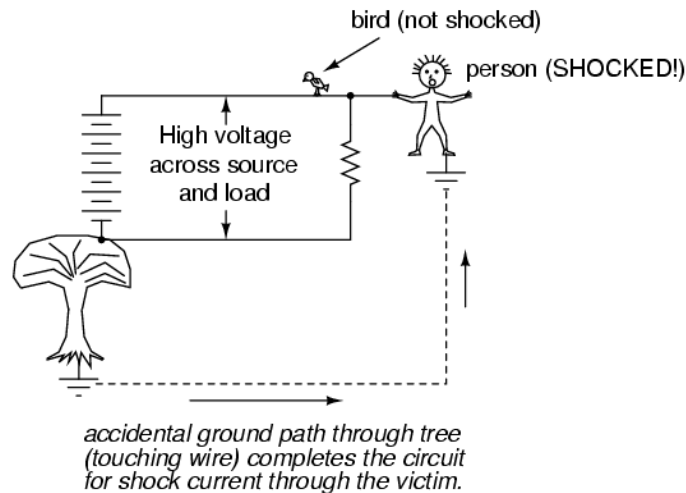 bird (not shocked)
person (SHOCKED!)
High voltage
across source
and load
accidental ground path through tree
(touching wire) completes the circuit
for shock current through the victim.